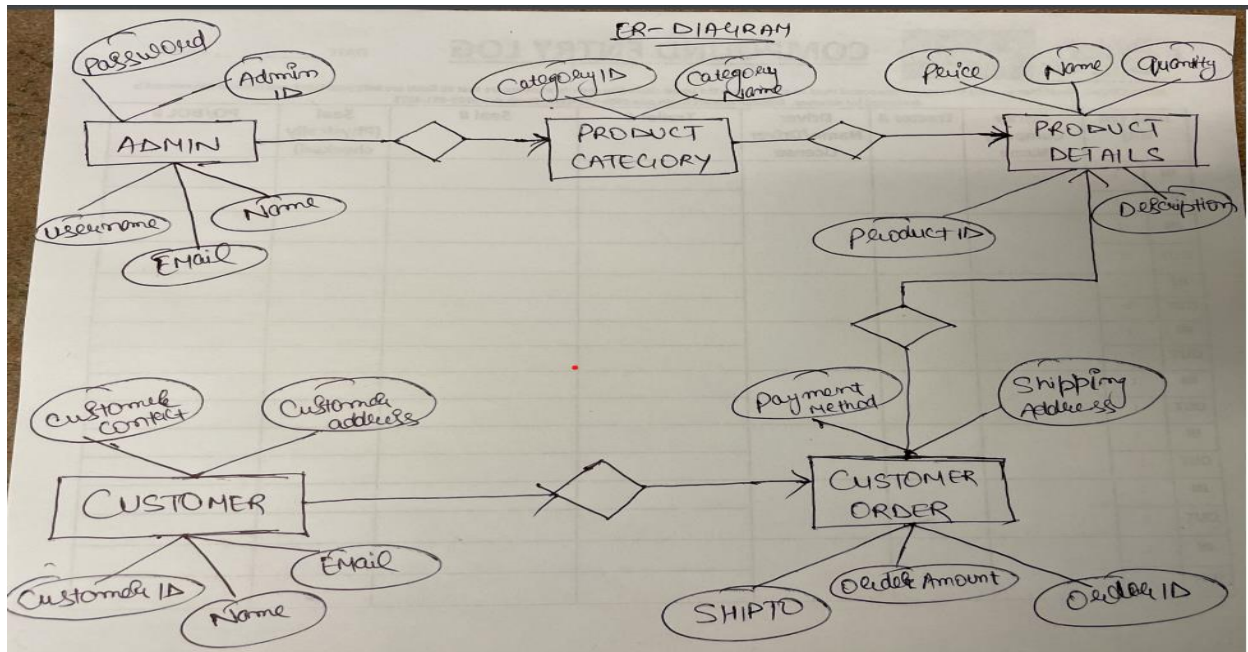 ER-DIAGRAM
Password
Admin
ID
ADMIN
Username
Email
Name
Category ID
Category
Name
PRODUCT
CATEGORY
Price
Name
Quantity
PRODUCT
DETAILS
Product ID
Description
Customer
contact
Customer
address
CUSTOMER
Customer ID
Name
Email
Payment
Method
Shipping
Address
CUSTOMER
ORDER
SHIPTO
Order Amount
Order ID